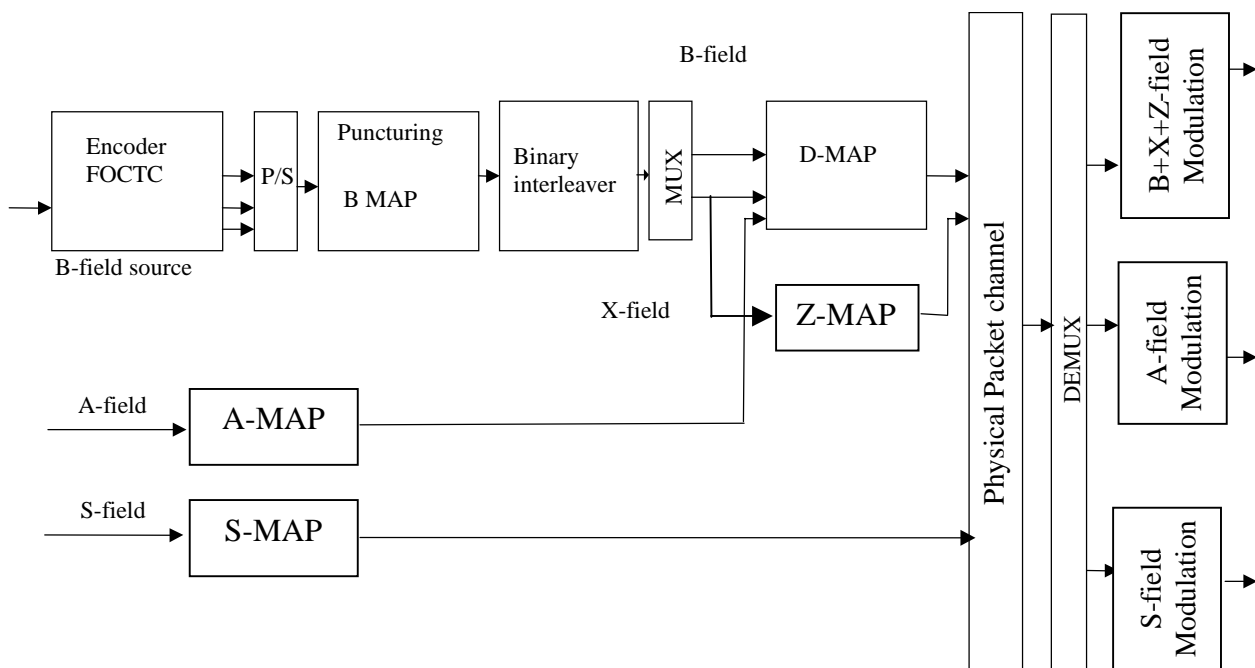 B-field
Encoder
FOCTC
P/S
Puncturing
B MAP
Binary
interleaver
MUX
D-MAP
B-field source
X-field
Z-MAP
A-field
A-MAP
S-field
S-MAP
Physical Packet channel
DEMUX
B+X+Z-field
Modulation
A-field
Modulation
S-field
Modulation